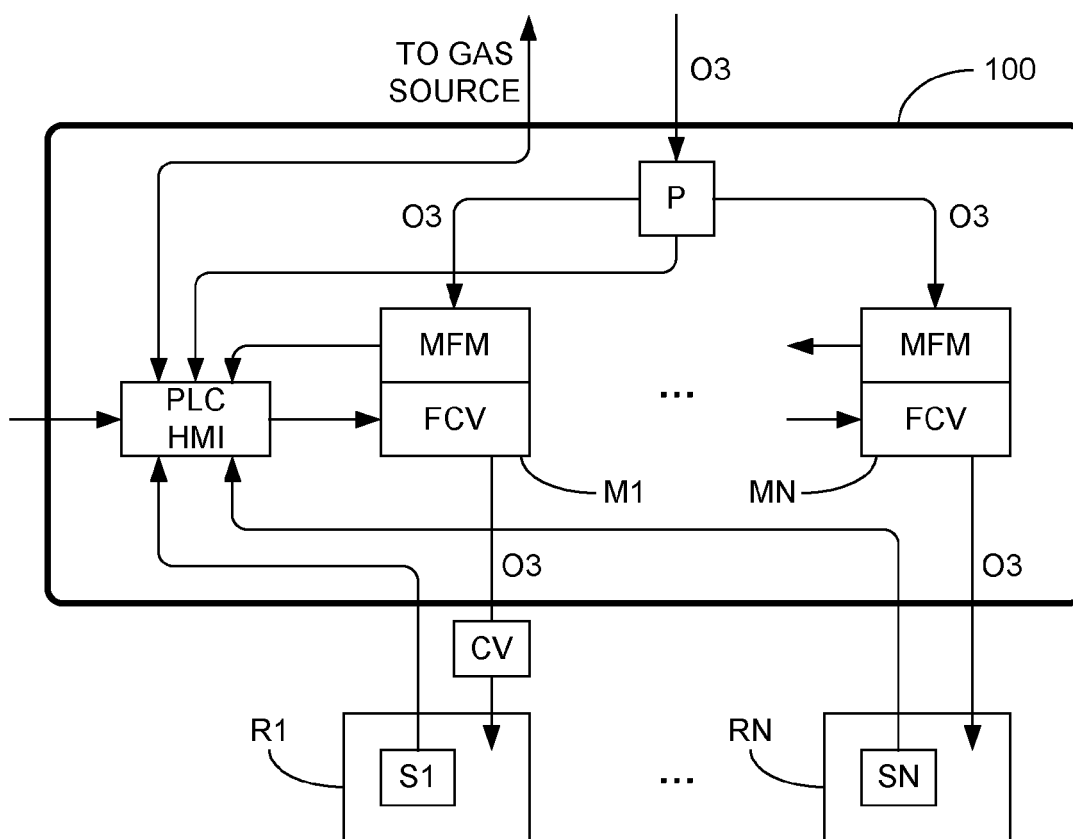 TO GAS
SOURCE
O3
100
P
O3
O3
MFM
MFM
PLC
HMI
FCV
...
FCV
M1
MN
O3
O3
CV
R1
S1
...
RN
SN